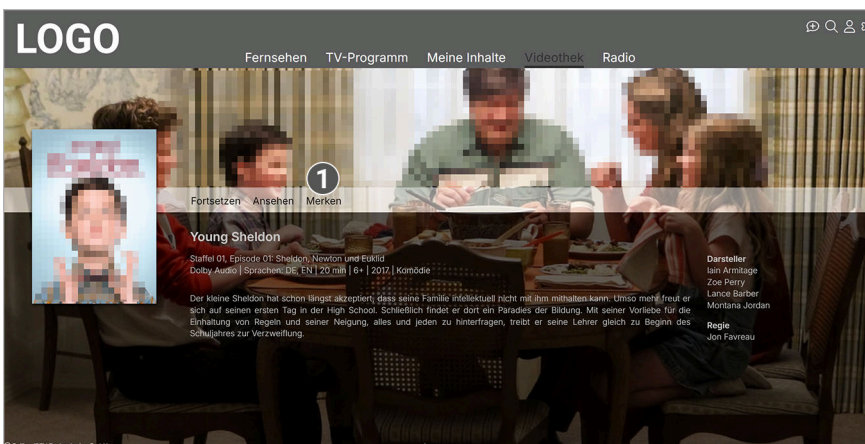 LOGO
Fernsehen TV-Programm Meine Inhalte Videothek Radio
1
Fortsetzen Ansehen Merken
Young Sheldon
Staffel 01, Episode 01: Sheldon, Newton und Euklid
Dolby Audio | Sprachen: DE, EN | 20 min | 6+ | 2017 | Komödie
Der kleine Sheldon hat schon längst akzeptiert, dass seine Familie intellektuell nicht mit ihm mithalten kann. Umso mehr freut er
sich auf seinen ersten Tag in der High School. Schließlich findet er dort ein Paradies der Bildung. Mit seiner Vorliebe für die
Einhaltung von Regeln und seiner Neigung, alles und jeden zu hinterfragen, treibt er seine Lehrer gleich zu Beginn des
Schuljahres zur Verzweiflung.
Darsteller
Iain Armitage
Zoe Perry
Lance Barber
Montana Jordan
Regie
Jon Favreau